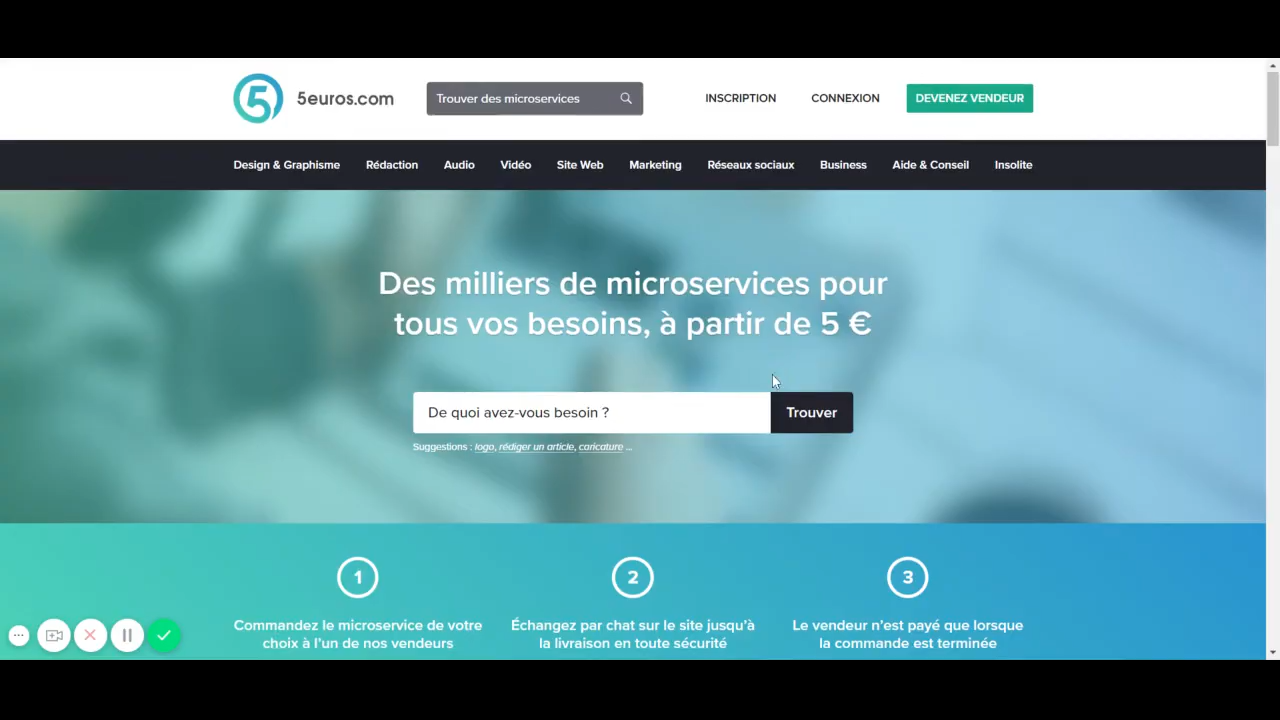 5 5euros.com
Trouver des microservices
INSCRIPTION
CONNEXION
DEVENEZ VENDEUR
Design & Graphisme
Rédaction
Audio
Vidéo
Site Web
Marketing
Réseaux sociaux
Business
Aide & Conseil
Insolite
Des milliers de microservices pour
tous vos besoins, à partir de 5 €
De quoi avez-vous besoin ?
Trouver
Suggestions : logo, rédiger un article, caricature ...
1
Commandez le microservice de votre
choix à l'un de nos vendeurs
2
Échangez par chat sur le site jusqu'à
la livraison en toute sécurité
3
Le vendeur n'est payé que lorsque
la commande est terminée